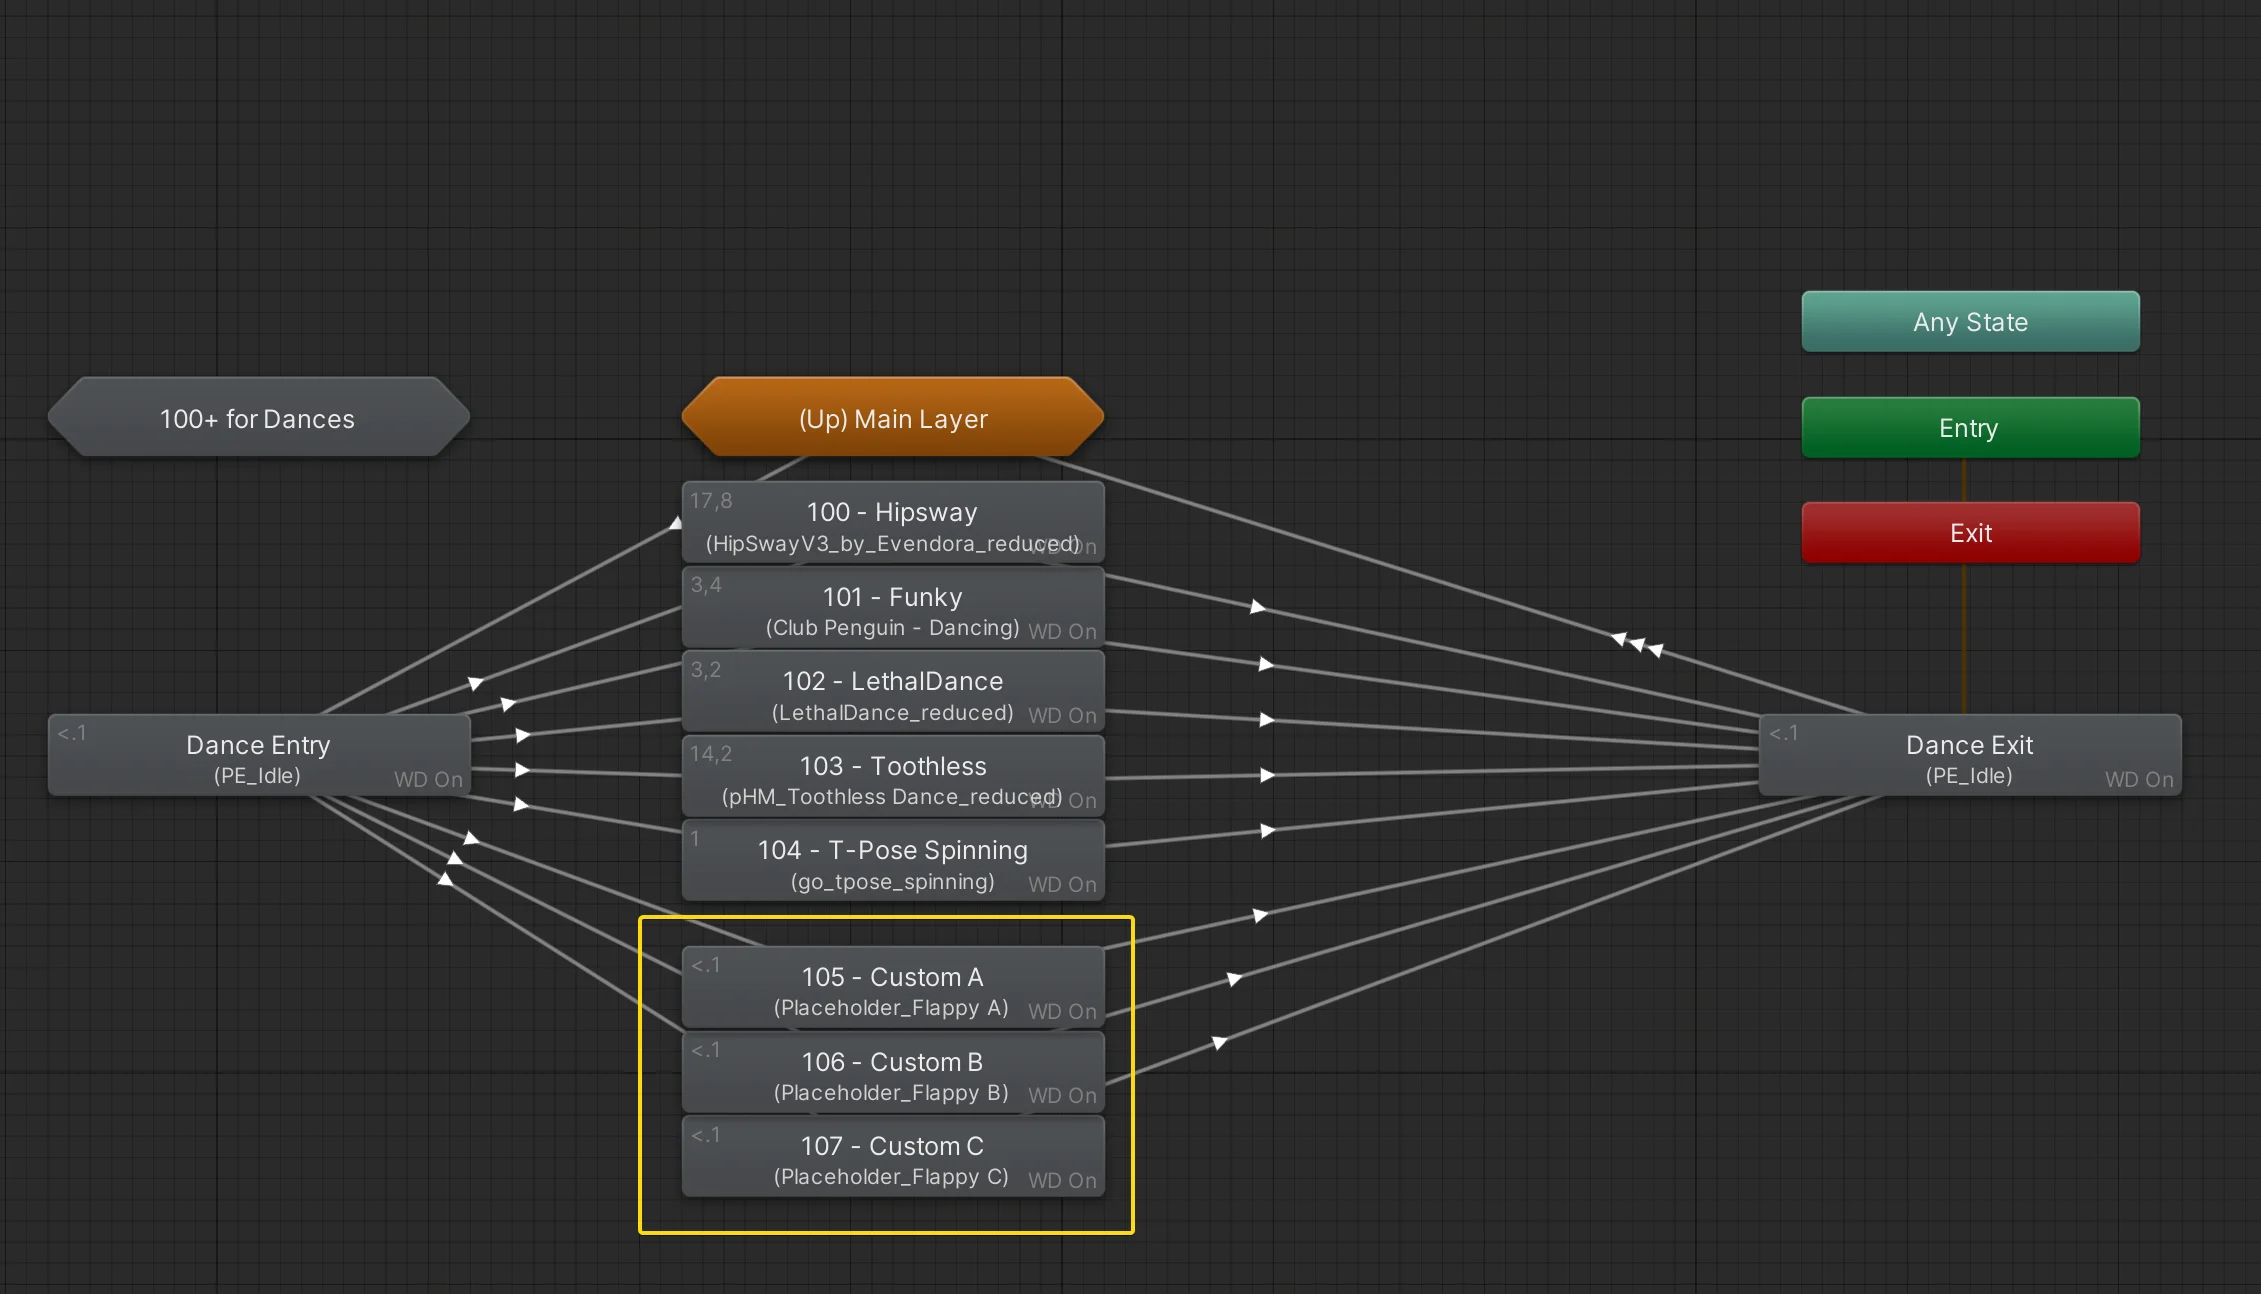 Any State
100+ for Dances
(Up) Main Layer
Entry
17,8
100 - Hipsway
(HipSwayV3_by_Evendora_reduced)
WD On
Exit
3,4
101 - Funky
(Club Penguin - Dancing)
WD On
3,2
102 - LethalDance
(LethalDance_reduced)
WD On
<.1
Dance Entry
(PE_Idle)
WD On
14,2
103 - Toothless
(pHM_Toothless Dance_reduced)
WD On
<.1
Dance Exit
(PE_Idle)
WD On
1
104 - T-Pose Spinning
(go_tpose_spinning)
WD On
<.1
105 - Custom A
(Placeholder_Flappy A)
WD On
<.1
106 - Custom B
(Placeholder_Flappy B)
WD On
<.1
107 - Custom C
(Placeholder_Flappy C)
WD On